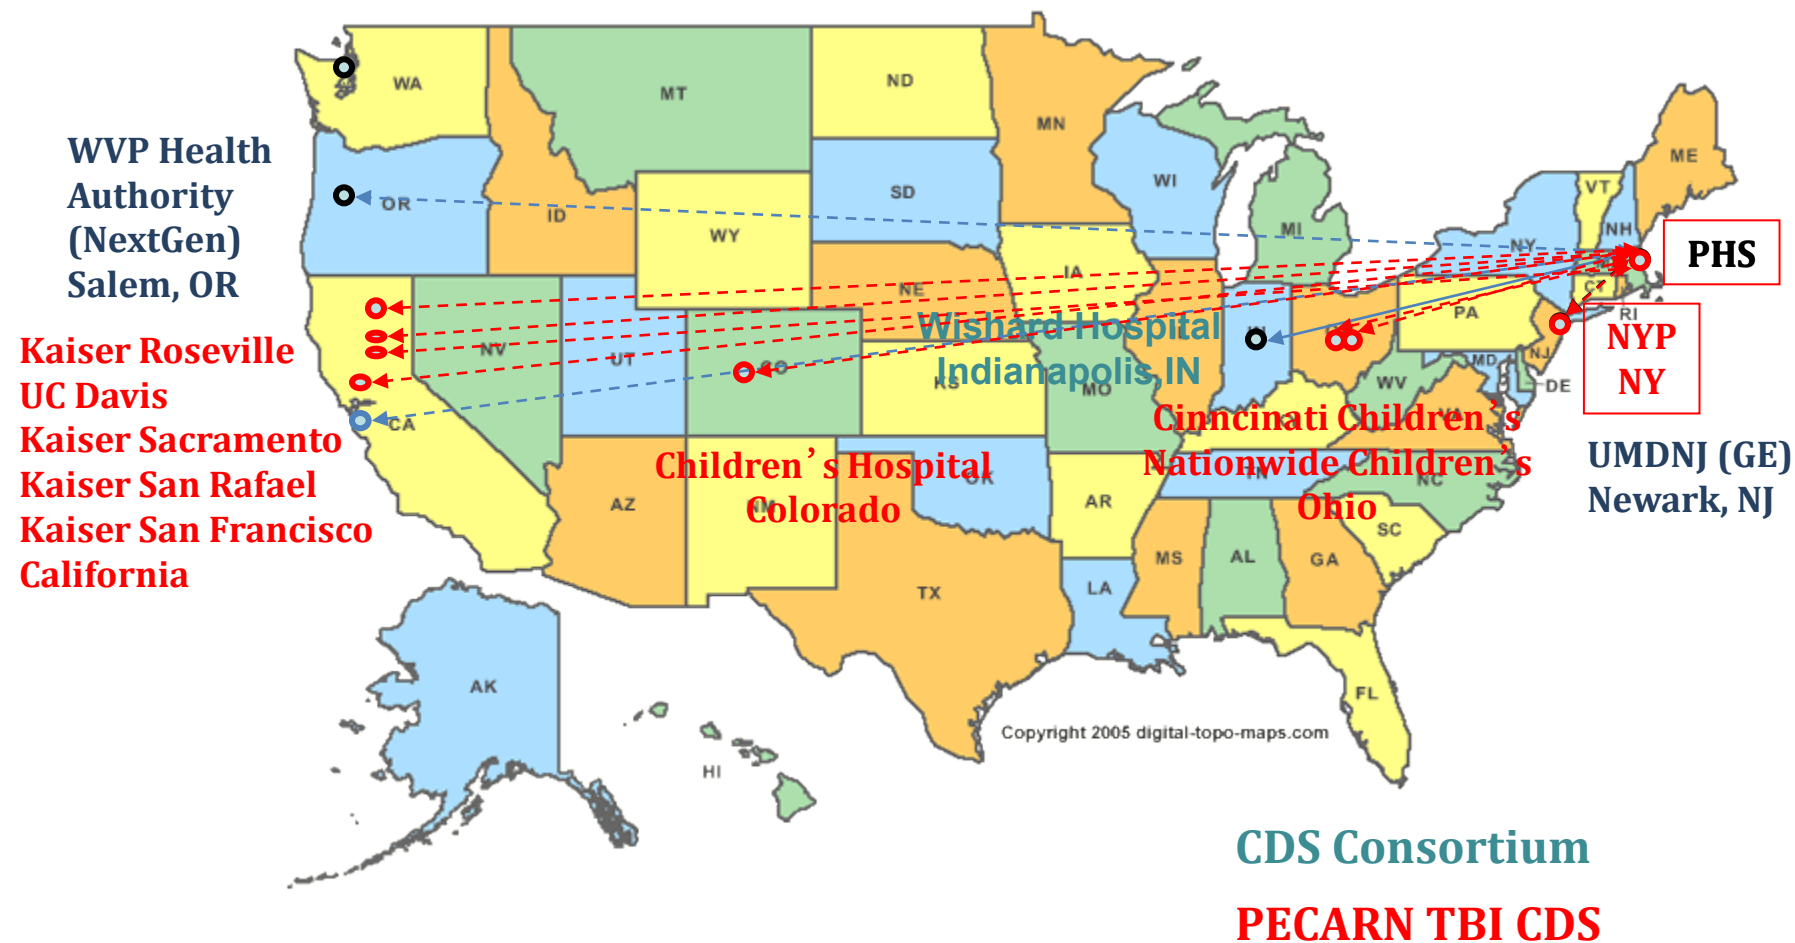 WA
MT
ND
MN
ME
WVP Health
Authority
(NextGen)
Salem, OR
OR
ID
WY
SD
WI
MI
NY
VT
NH
PHS
IA
NE
CT
RI
PA
NJ
MD
DE
WV
VA
NYP
NY
Kaiser Roseville
UC Davis
Kaiser Sacramento
Kaiser San Rafael
Kaiser San Francisco
California
NV
UT
CO
CA
Wishard Hospital
Indianapolis,IN
KS
MO
Cinncinati Children’s
Nationwide Children’s
Ohio
UMDNJ (GE)
Newark, NJ
Children’s Hospital
Colorado
AZ
NM
OK
AR
TN
NC
SC
MS
AL
GA
TX
LA
FL
AK
HI
Copyright 2005 digital-topo-maps.com
CDS Consortium
PECARN TBI CDS